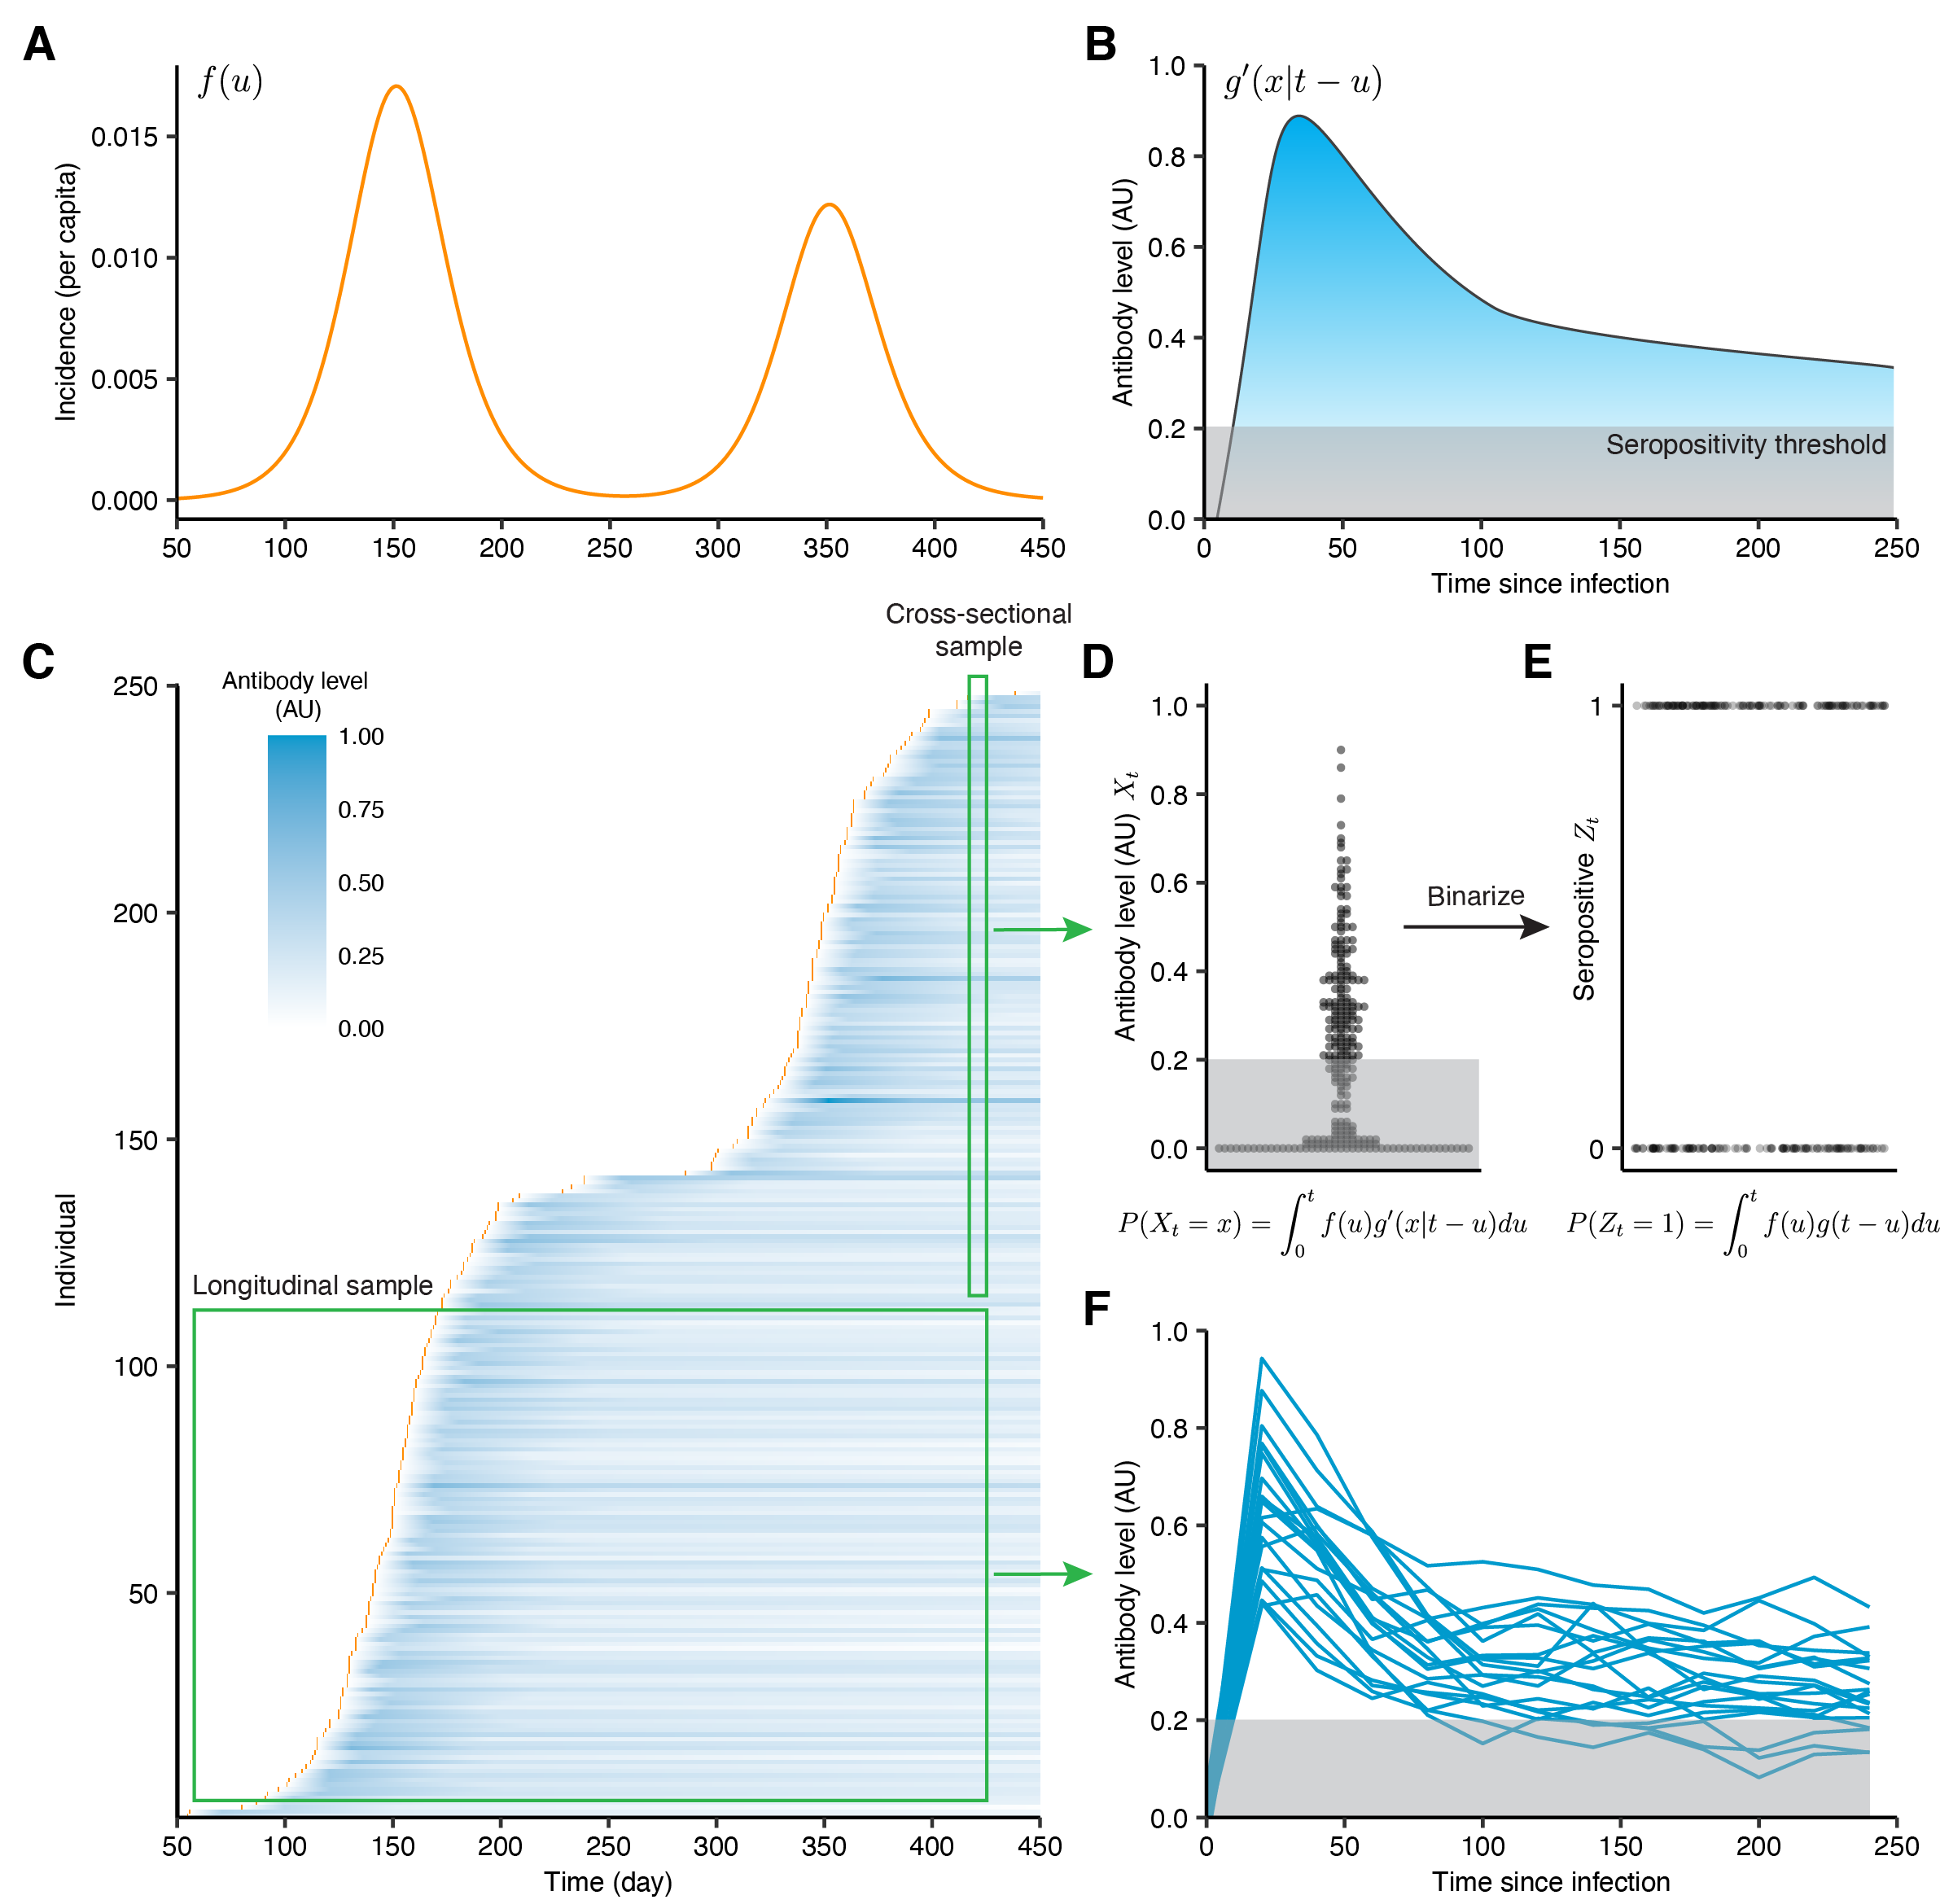 A
f(u)
Incidence (per capita)
0.015
0.010
0.005
0.000
50 100 150 200 250 300 350 400 450
B
g′(x|t − u)
Antibody level (AU)
1.0
0.8
0.6
0.4
0.2
0.0
Seropositivity threshold
0 50 100 150 200 250
Time since infection
C
Cross-sectional
sample
Antibody level
(AU)
1.00
0.75
0.50
0.25
0.00
Individual
250
200
150
100
50
Longitudinal sample
50 100 150 200 250 300 350 400 450
Time (day)
D
Antibody level (AU) Xₜ
1.0
0.8
0.6
0.4
0.2
0.0
P(Xₜ = x) = ∫₀ᵗ f(u)g′(x|t − u)du
Binarize
E
Seropositive Zₜ
1
0
P(Zₜ = 1) = ∫₀ᵗ f(u)g(t − u)du
F
Antibody level (AU)
1.0
0.8
0.6
0.4
0.2
0.0
0 50 100 150 200 250
Time since infection